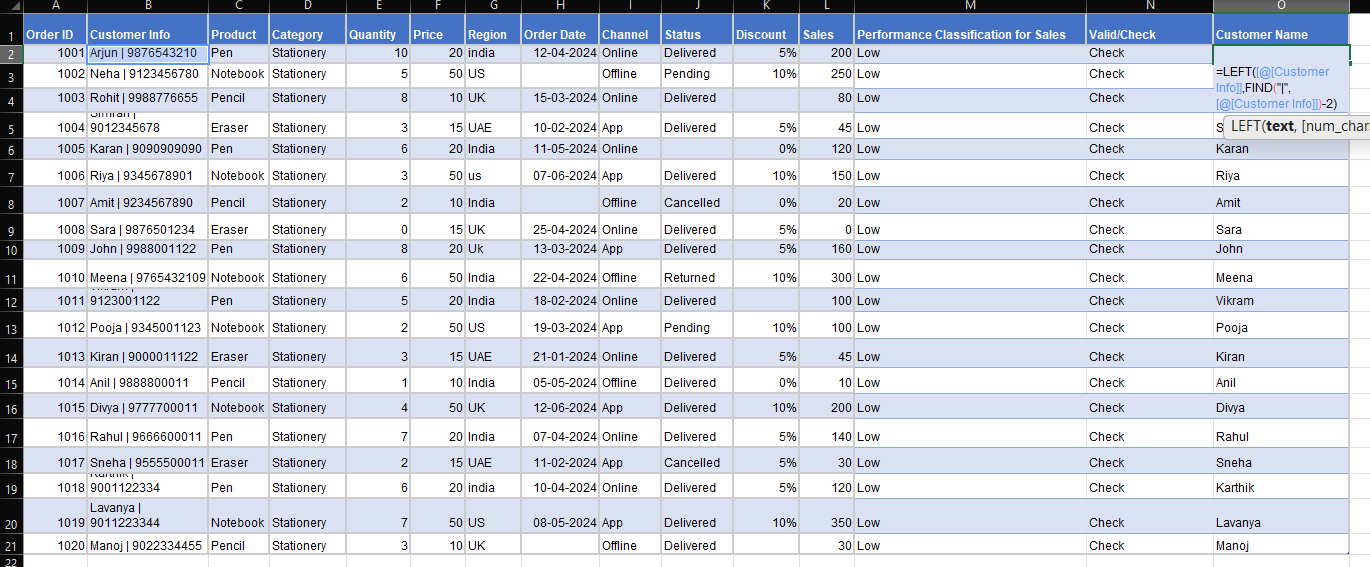 A B C D E F G H I J K L M N O
1 Order ID Customer Info Product Category Quantity Price Region Order Date Channel Status Discount Sales Performance Classification for Sales Valid/Check Customer Name
2 1001 Arjun | 9876543210 Pen Stationery 10 20 india 12-04-2024 Online Delivered 5% 200 Low Check
=LEFT([@[Customer
Info]],FIND("|",
[@[Customer Info]])-2)
LEFT(text, [num_char
3 1002 Neha | 9123456780 Notebook Stationery 5 50 US Offline Pending 10% 250 Low Check
4 1003 Rohit | 9988776655 Pencil Stationery 8 10 UK 15-03-2024 Online Delivered 80 Low Check
Simran |
5 1004 9012345678 Eraser Stationery 3 15 UAE 10-02-2024 App Delivered 5% 45 Low Check S
6 1005 Karan | 9090909090 Pen Stationery 6 20 India 11-05-2024 Online 0% 120 Low Check Karan
7 1006 Riya | 9345678901 Notebook Stationery 3 50 us 07-06-2024 App Delivered 10% 150 Low Check Riya
8 1007 Amit | 9234567890 Pencil Stationery 2 10 India Offline Cancelled 0% 20 Low Check Amit
9 1008 Sara | 9876501234 Eraser Stationery 0 15 UK 25-04-2024 Online Delivered 5% 0 Low Check Sara
10 1009 John | 9988001122 Pen Stationery 8 20 Uk 13-03-2024 App Delivered 5% 160 Low Check John
11 1010 Meena | 9765432109 Notebook Stationery 6 50 India 22-04-2024 Offline Returned 10% 300 Low Check Meena
Vikram |
12 1011 9123001122 Pen Stationery 5 20 India 18-02-2024 Online Delivered 100 Low Check Vikram
13 1012 Pooja | 9345001123 Notebook Stationery 2 50 US 19-03-2024 App Pending 10% 100 Low Check Pooja
14 1013 Kiran | 9000011122 Eraser Stationery 3 15 UAE 21-01-2024 Online Delivered 5% 45 Low Check Kiran
15 1014 Anil | 9888800011 Pencil Stationery 1 10 India 05-05-2024 Offline Delivered 0% 10 Low Check Anil
16 1015 Divya | 9777700011 Notebook Stationery 4 50 UK 12-06-2024 App Delivered 10% 200 Low Check Divya
17 1016 Rahul | 9666600011 Pen Stationery 7 20 India 07-04-2024 Online Delivered 5% 140 Low Check Rahul
18 1017 Sneha | 9555500011 Eraser Stationery 2 15 UAE 11-02-2024 App Cancelled 5% 30 Low Check Sneha
Karthik |
19 1018 9001122334 Pen Stationery 6 20 india 10-04-2024 Online Delivered 5% 120 Low Check Karthik
Lavanya |
20 1019 9011223344 Notebook Stationery 7 50 US 08-05-2024 App Delivered 10% 350 Low Check Lavanya
21 1020 Manoj | 9022334455 Pencil Stationery 3 10 UK Offline Delivered 30 Low Check Manoj
22